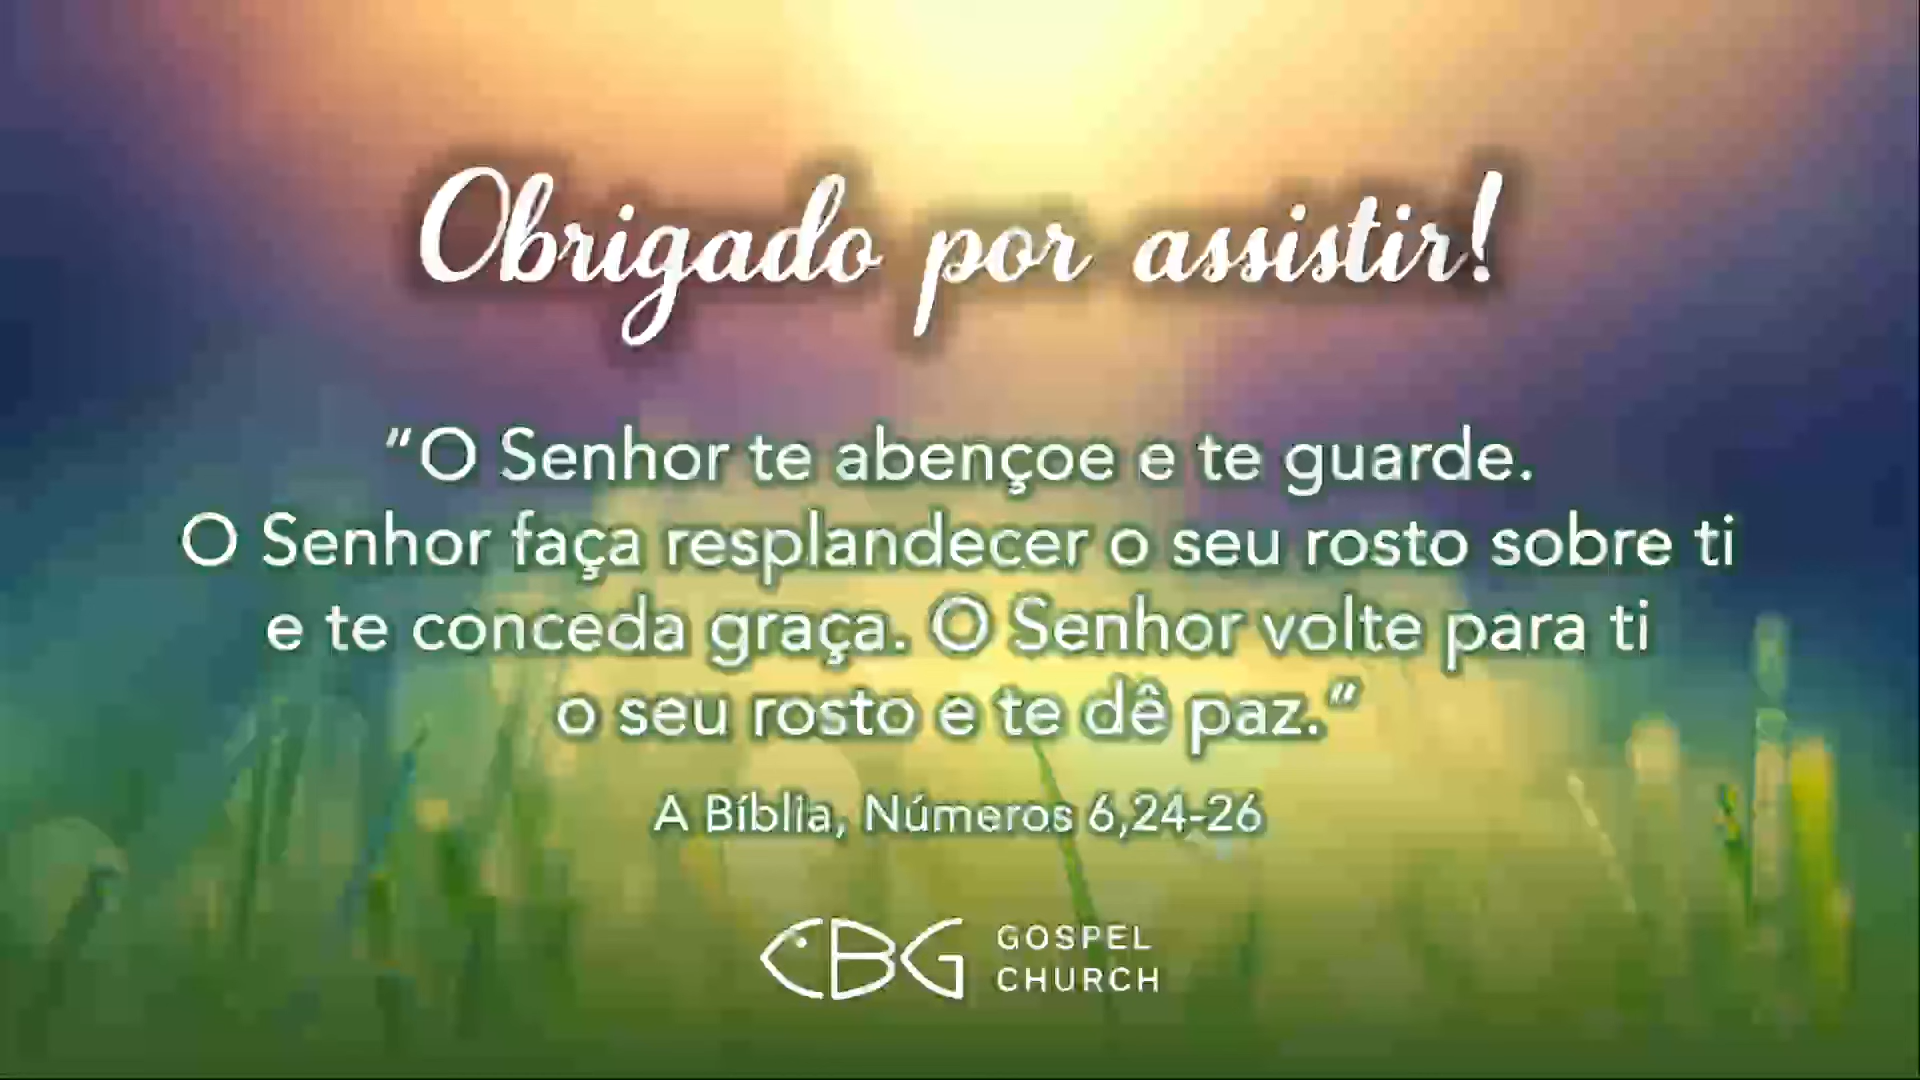 Obrigado por assistir!
“O Senhor te abençoe e te guarde.
O Senhor faça resplandecer o seu rosto sobre ti
e te conceda graça. O Senhor volte para ti
o seu rosto e te dê paz.”
A Bíblia, Números 6,24-26
CBG GOSPEL
CHURCH